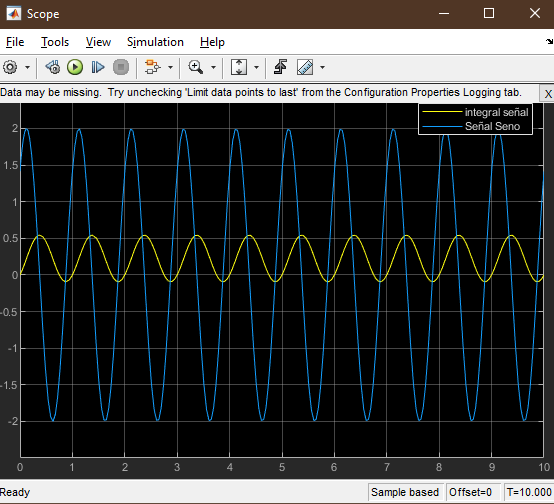 Scope
File Tools View Simulation Help
Data may be missing. Try unchecking 'Limit data points to last' from the Configuration Properties Logging tab. X
integral señal
Señal Seno
2
1.5
1
0.5
0
-0.5
-1
-1.5
-2
0 1 2 3 4 5 6 7 8 9 10
Ready Sample based Offset=0 T=10.000